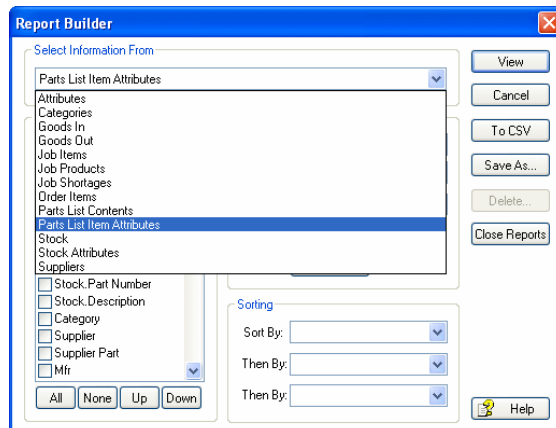 Report Builder
Select Information From
Parts List Item Attributes
Attributes
Categories
Goods In
Goods Out
Job Items
Job Products
Job Shortages
Order Items
Parts List Contents
Parts List Item Attributes
Stock
Stock Attributes
Suppliers
Stock.Part Number
Stock.Description
Category
Supplier
Supplier Part
Mfr
All None Up Down
Sorting
Sort By:
Then By:
Then By:
View
Cancel
To CSV
Save As...
Delete...
Close Reports
Help